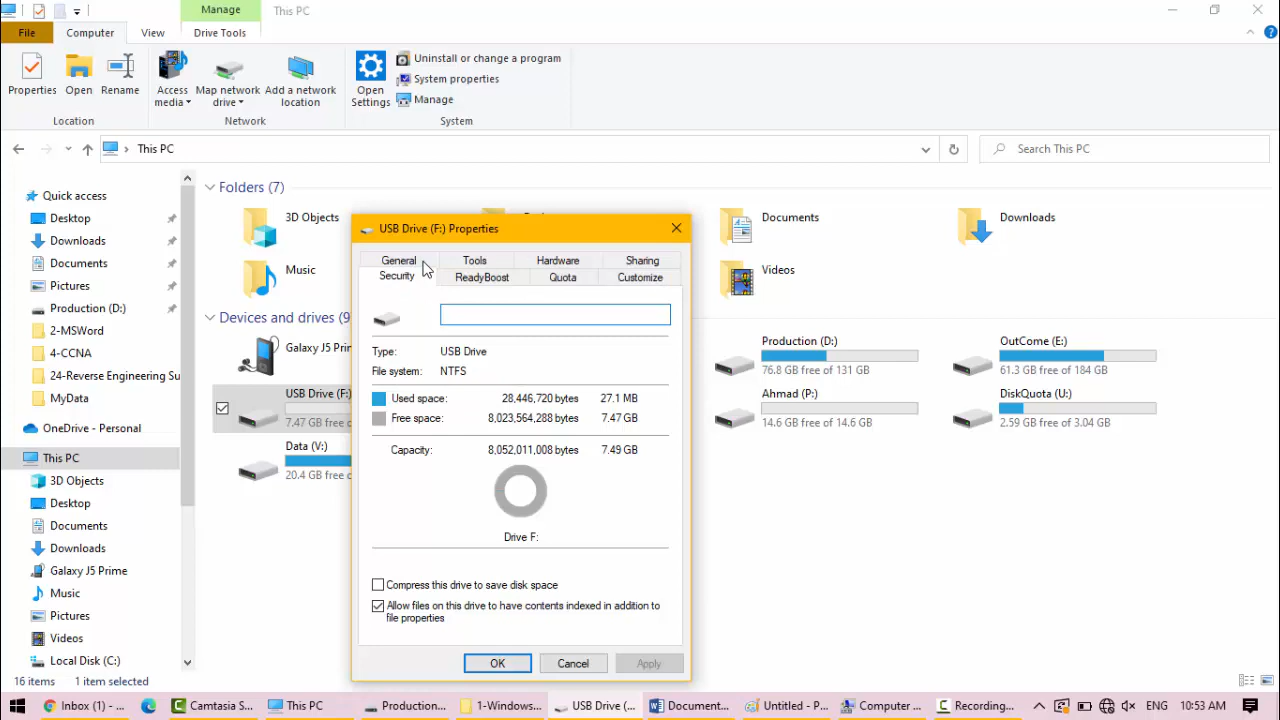 Manage
This PC
File
Computer
View
Drive Tools
Properties
Open
Rename
Access media
Map network drive
Add a network location
Open Settings
Uninstall or change a program
System properties
Manage
Location
Network
System
This PC
Search This PC
Quick access
Desktop
Downloads
Documents
Pictures
Production (D:)
2-MSWord
4-CCNA
24-Reverse Engineering Su
MyData
OneDrive - Personal
This PC
3D Objects
Desktop
Documents
Downloads
Galaxy J5 Prime
Music
Pictures
Videos
Local Disk (C:)
Folders (7)
3D Objects
Documents
Downloads
Music
Videos
Devices and drives (9
Galaxy J5 Prim
Production (D:)
76.8 GB free of 131 GB
OutCome (E:)
61.3 GB free of 184 GB
USB Drive (F:)
7.47 GB free o
Ahmad (P:)
14.6 GB free of 14.6 GB
DiskQuota (U:)
2.59 GB free of 3.04 GB
Data (V:)
20.4 GB free o
USB Drive (F:) Properties
General
Tools
Hardware
Sharing
Security
ReadyBoost
Quota
Customize
Type: USB Drive
File system: NTFS
Used space: 28,446,720 bytes 27.1 MB
Free space: 8,023,564,288 bytes 7.47 GB
Capacity: 8,052,011,008 bytes 7.49 GB
Drive F:
Compress this drive to save disk space
Allow files on this drive to have contents indexed in addition to
file properties
OK
Cancel
Apply
16 items
1 item selected
Inbox (1) - ...
Camtasia S...
This PC
Production...
1-Windows...
USB Drive (...
Document...
Untitled - P...
Computer ...
Recording...
ENG
10:53 AM